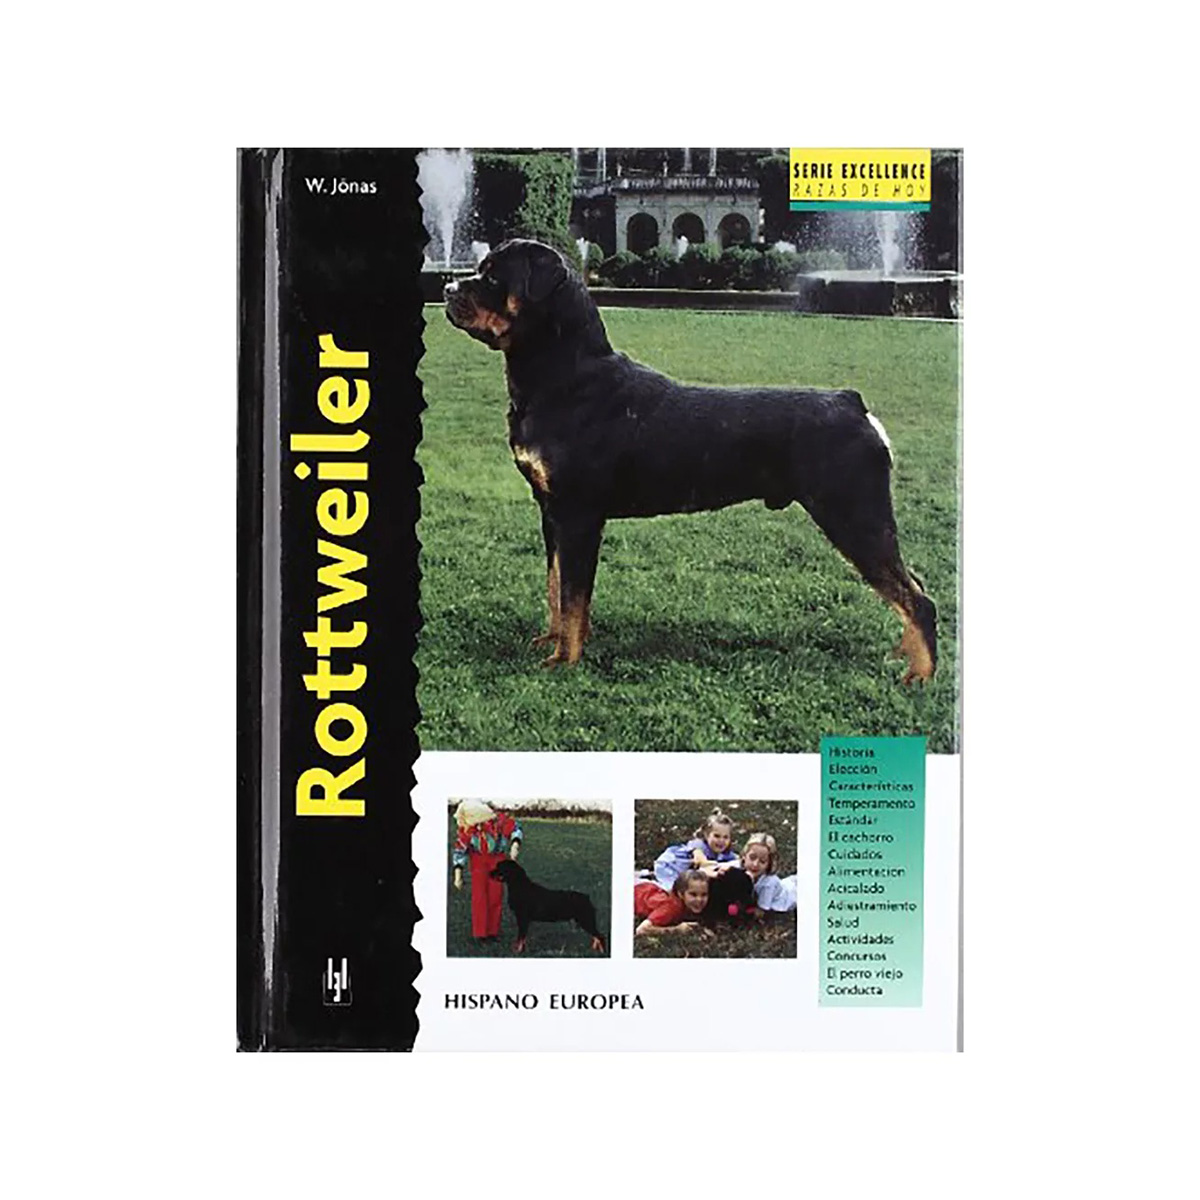 W. Jönas
SERIE EXCELLENCE
RAZAS DE HOY
Rottweiler
Historia
Elección
Características
Temperamento
Estándar
El cachorro
Cuidados
Alimentación
Acicalado
Adiestramiento
Salud
Actividades
Concursos
El perro viejo
Conducta
HISPANO EUROPEA